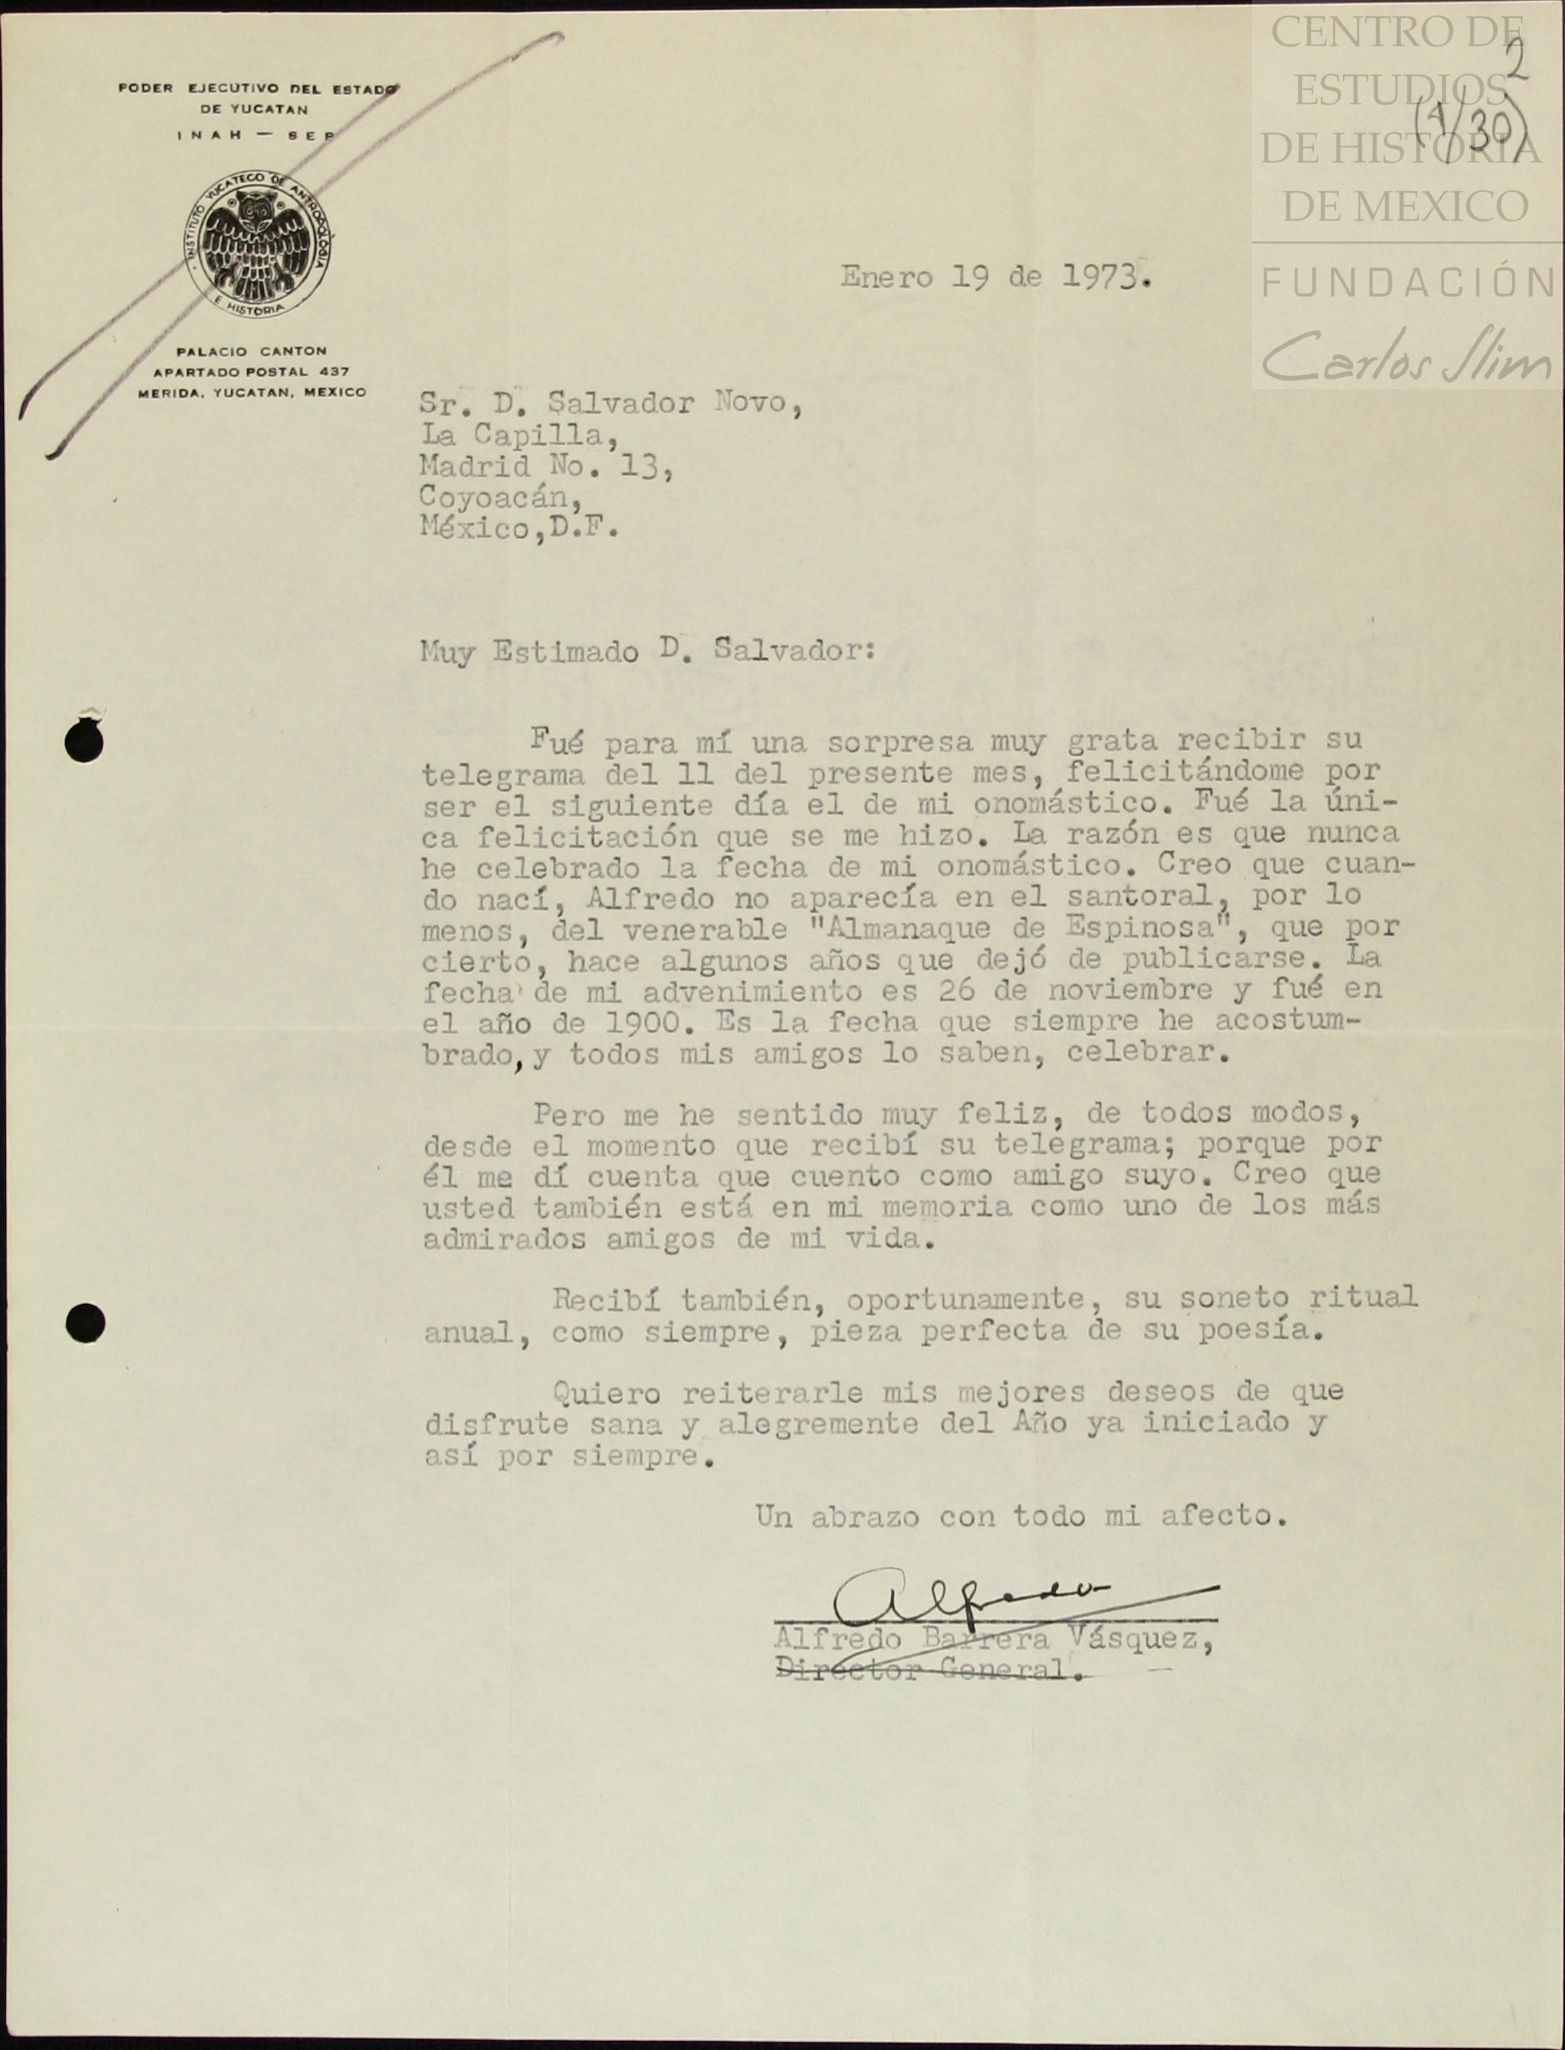 CENTRO DE
ESTUDIOS
DE HISTORIA
DE MEXICO
FUNDACIÓN
Carlos Slim
2
(1/30)
PODER EJECUTIVO DEL ESTADO
DE YUCATAN
INAH — SEP
INSTITUTO YUCATECO DE ANTROPOLOGIA
E HISTORIA
PALACIO CANTON
APARTADO POSTAL 437
MERIDA, YUCATAN, MEXICO
Enero 19 de 1973.
Sr. D. Salvador Novo,
La Capilla,
Madrid No. 13,
Coyoacán,
México,D.F.
Muy Estimado D. Salvador:
Fué para mí una sorpresa muy grata recibir su
telegrama del 11 del presente mes, felicitándome por
ser el siguiente día el de mi onomástico. Fué la úni-
ca felicitación que se me hizo. La razón es que nunca
he celebrado la fecha de mi onomástico. Creo que cuan-
do nací, Alfredo no aparecía en el santoral, por lo
menos, del venerable "Almanaque de Espinosa", que por
cierto, hace algunos años que dejó de publicarse. La
fecha de mi advenimiento es 26 de noviembre y fué en
el año de 1900. Es la fecha que siempre he acostum-
brado, y todos mis amigos lo saben, celebrar.
Pero me he sentido muy feliz, de todos modos,
desde el momento que recibí su telegrama; porque por
él me dí cuenta que cuento como amigo suyo. Creo que
usted también está en mi memoria como uno de los más
admirados amigos de mi vida.
Recibí también, oportunamente, su soneto ritual
anual, como siempre, pieza perfecta de su poesía.
Quiero reiterarle mis mejores deseos de que
disfrute sana y alegremente del Año ya iniciado y
así por siempre.
Un abrazo con todo mi afecto.
Alfredo
Alfredo Barrera Vásquez,
Director General.